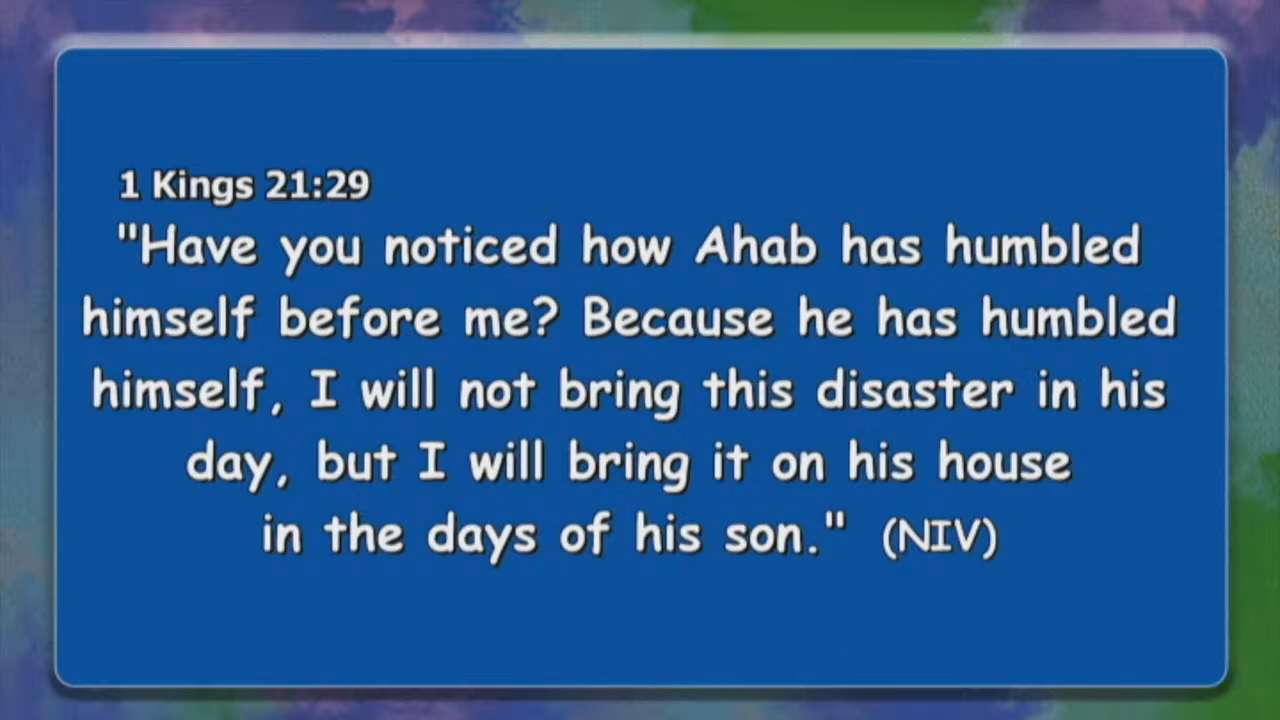 1 Kings 21:29
"Have you noticed how Ahab has humbled
himself before me? Because he has humbled
himself, I will not bring this disaster in his
day, but I will bring it on his house
in the days of his son." (NIV)